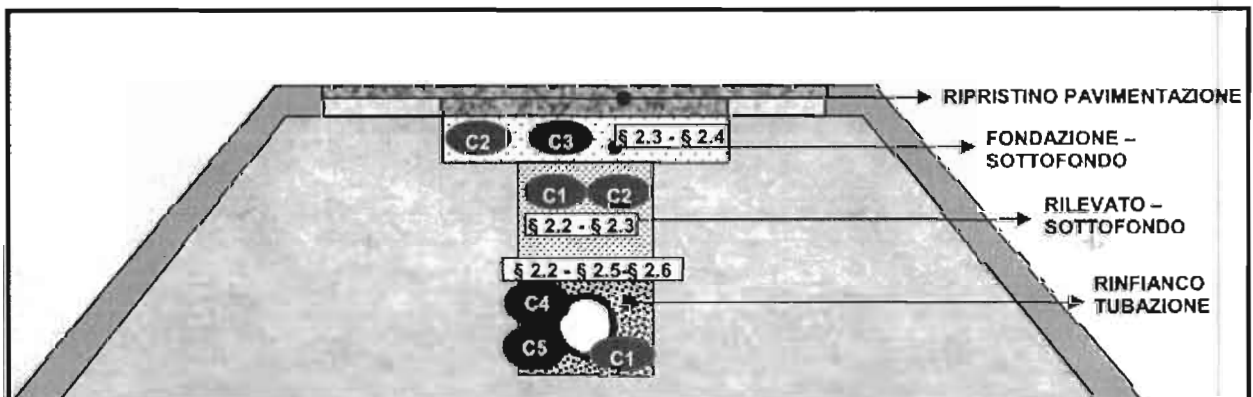 RIPRISTINO PAVIMENTAZIONE
C2 C3 § 2.3 - § 2.4
FONDAZIONE –
SOTTOFONDO
C1 C2
§ 2.2 - § 2.3
RILEVATO –
SOTTOFONDO
§ 2.2 - § 2.5-§ 2.6
C4
RINFIANCO
TUBAZIONE
C5 C1